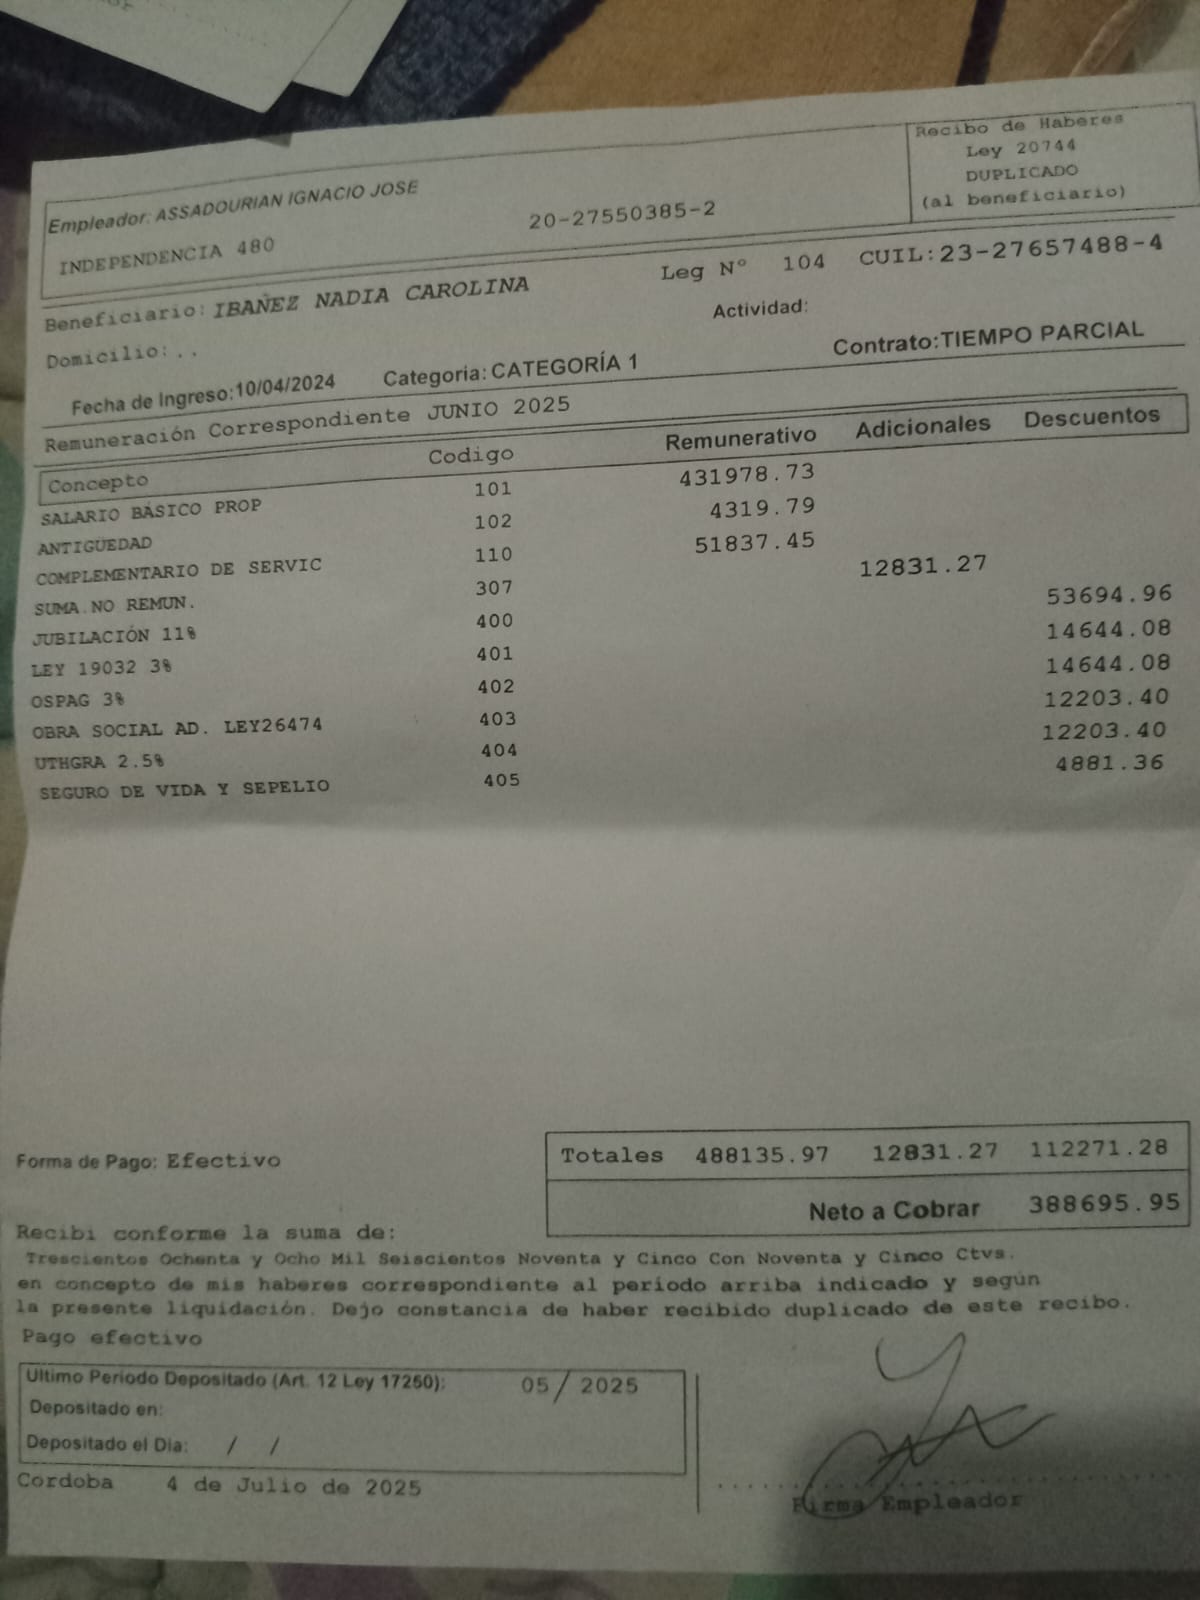 Recibo de Haberes
Ley 20744
DUPLICADO
(al beneficiario)
Empleador: ASSADOURIAN IGNACIO JOSE
20-27550385-2
INDEPENDENCIA 480
Leg Nº 104 CUIL:23-27657488-4
Beneficiario: IBAÑEZ NADIA CAROLINA
Actividad:
Domicilio: . .
Contrato:TIEMPO PARCIAL
Fecha de Ingreso:10/04/2024 Categoria: CATEGORÍA 1
Remuneración Correspondiente JUNIO 2025
Concepto Codigo Remunerativo Adicionales Descuentos
SALARIO BÁSICO PROP 101 431978.73
ANTIGÜEDAD 102 4319.79
COMPLEMENTARIO DE SERVIC 110 51837.45
SUMA.NO REMUN. 307 12831.27
JUBILACIÓN 11% 400 53694.96
LEY 19032 3% 401 14644.08
OSPAG 3% 402 14644.08
OBRA SOCIAL AD. LEY26474 403 12203.40
UTHGRA 2.5% 404 12203.40
SEGURO DE VIDA Y SEPELIO 405 4881.36
Forma de Pago: Efectivo
Totales 488135.97 12831.27 112271.28
Neto a Cobrar 388695.95
Recibi conforme la suma de:
Trescientos Ochenta y Ocho Mil Seiscientos Noventa y Cinco Con Noventa y Cinco Ctvs.
en concepto de mis haberes correspondiente al periodo arriba indicado y según
la presente liquidación. Dejo constancia de haber recibido duplicado de este recibo.
Pago efectivo
Ultimo Periodo Depositado (Art. 12 Ley 17250): 05 / 2025
Depositado en:
Depositado el Dia: / /
Cordoba 4 de Julio de 2025
Firma Empleador